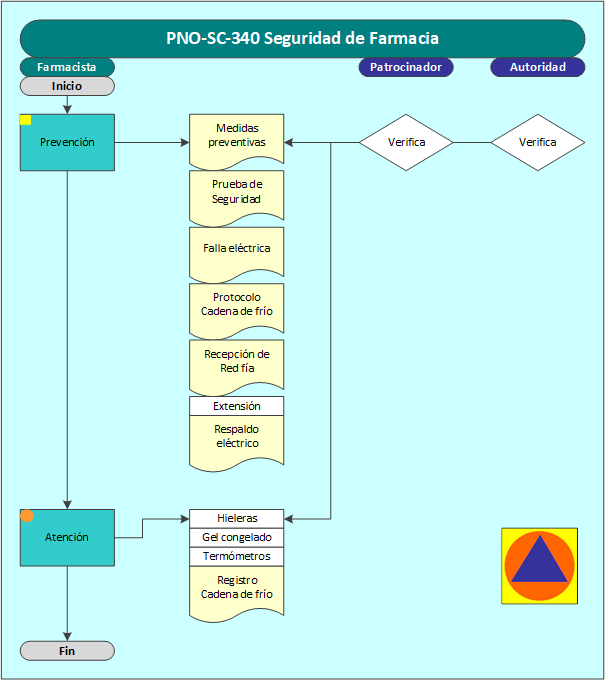 PNO-SC-340 Seguridad de Farmacia
Farmacista
Patrocinador
Autoridad
Inicio
Prevención
Medidas
preventivas
Verifica
Verifica
Prueba de
Seguridad
Falla eléctrica
Protocolo
Cadena de frío
Recepción de
Red fía
Extensión
Respaldo
eléctrico
Atención
Hieleras
Gel congelado
Termómetros
Registro
Cadena de frío
Fin